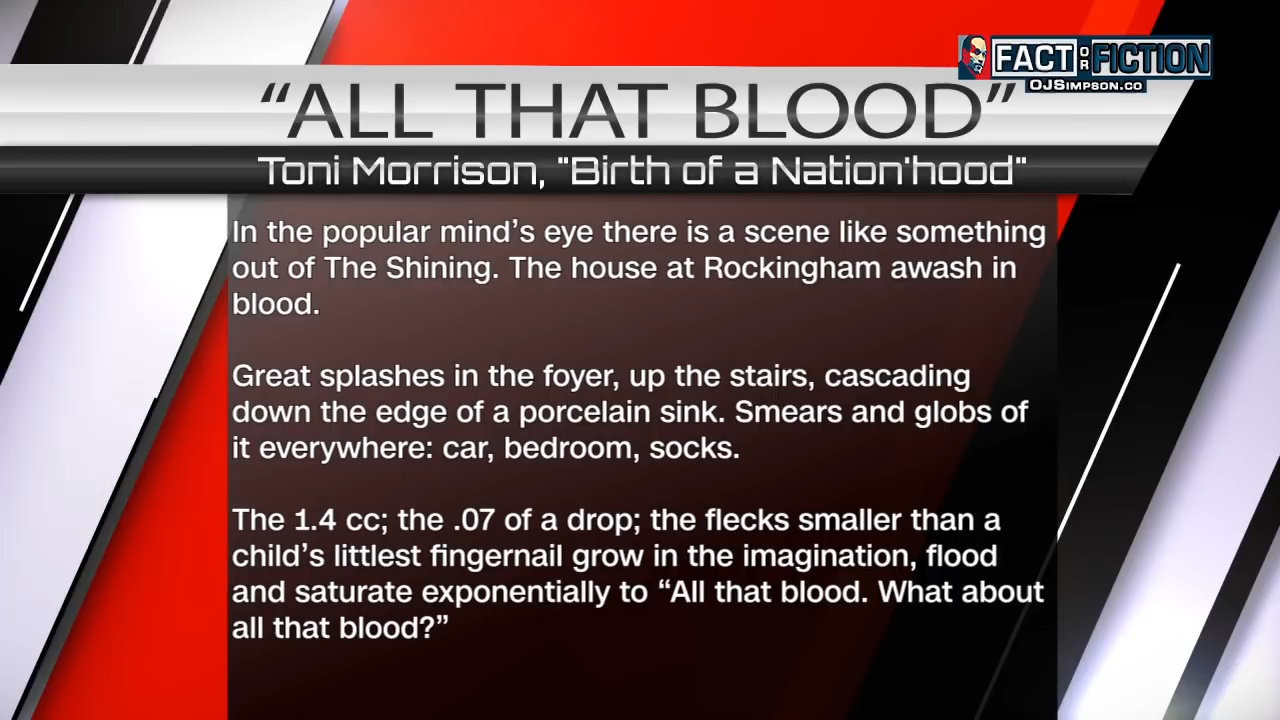 FACT OR FICTION
OJSimpson.co
“ALL THAT BLOOD”
Toni Morrison, "Birth of a Nation'hood"
In the popular mind’s eye there is a scene like something
out of The Shining. The house at Rockingham awash in
blood.
Great splashes in the foyer, up the stairs, cascading
down the edge of a porcelain sink. Smears and globs of
it everywhere: car, bedroom, socks.
The 1.4 cc; the .07 of a drop; the flecks smaller than a
child’s littlest fingernail grow in the imagination, flood
and saturate exponentially to “All that blood. What about
all that blood?”